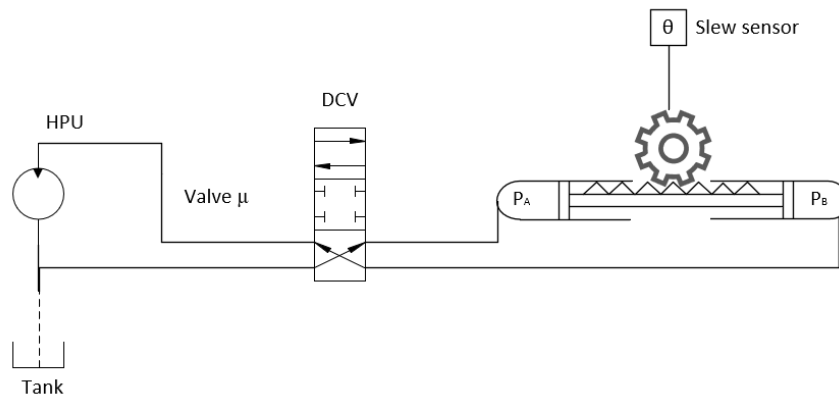 θ
Slew sensor
DCV
HPU
Valve μ
PA
PB
Tank